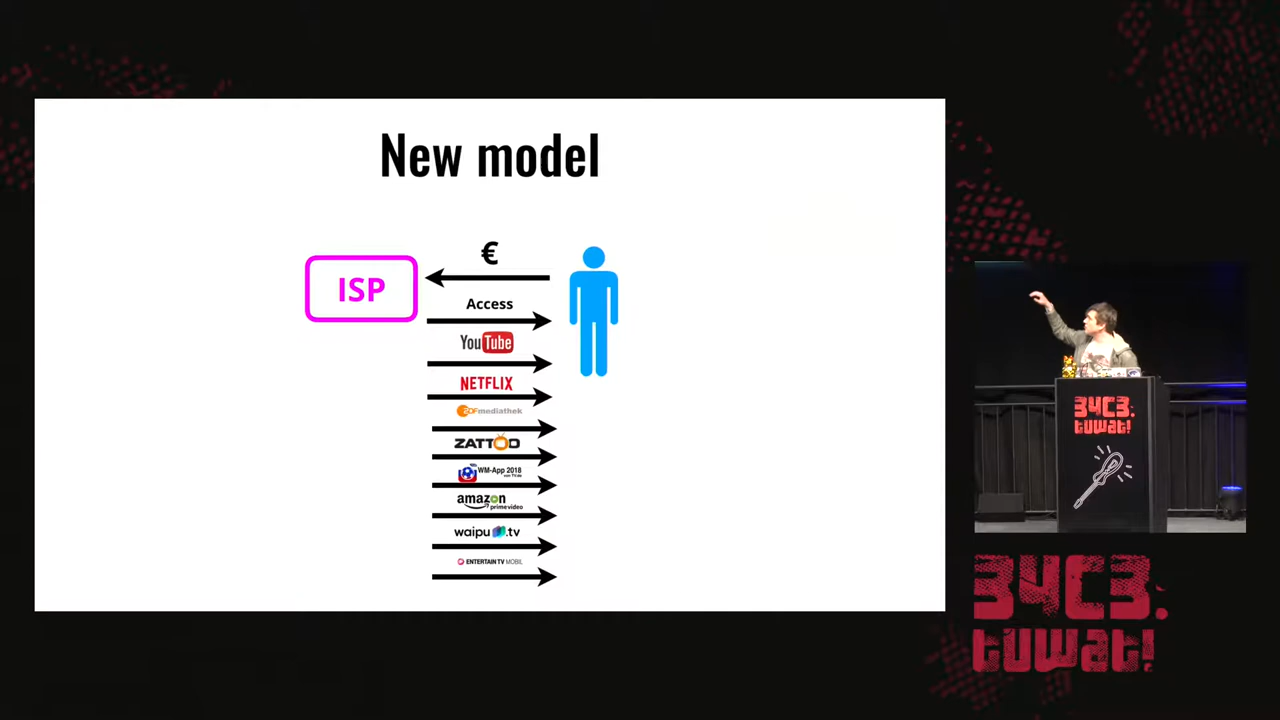 New model
€
ISP
Access
YouTube
NETFLIX
ZDFmediathek
ZATTOO
WM-App 2018
amazon
prime video
waipu.tv
ENTERTAIN TV MOBIL
34C3.
tuwat!
34C3.
tuwat!